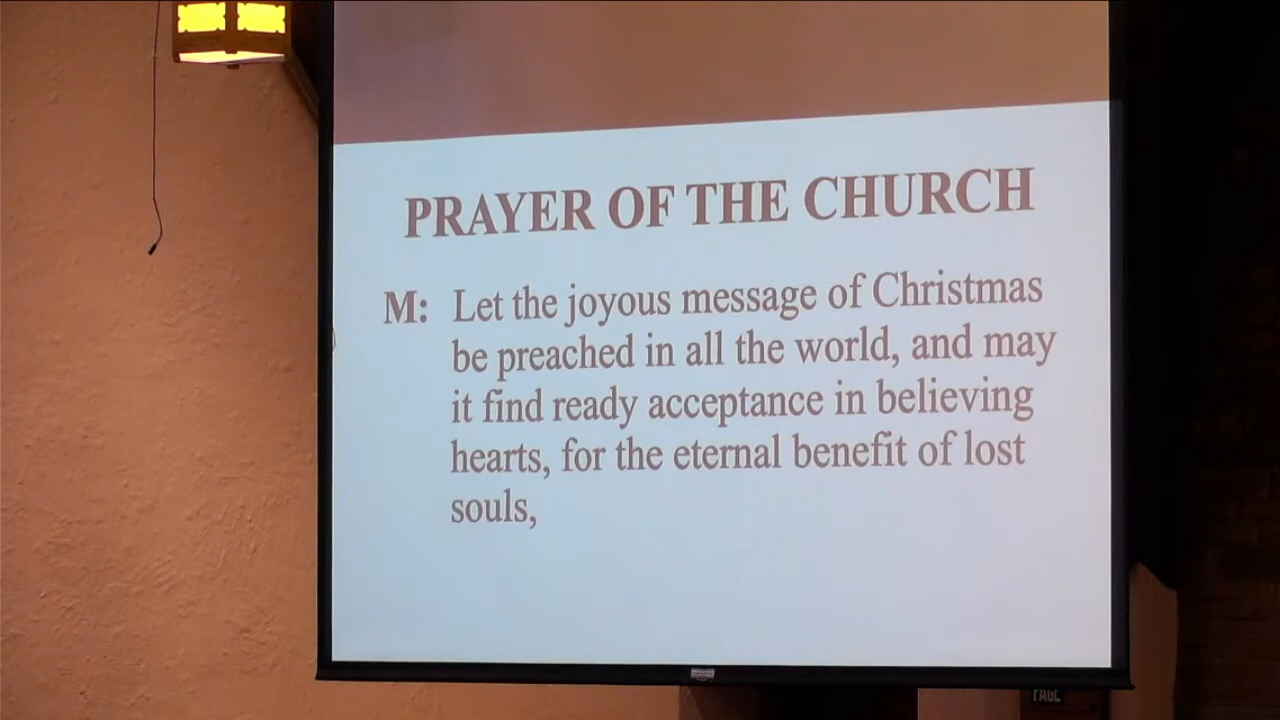 PRAYER OF THE CHURCH
M: Let the joyous message of Christmas
be preached in all the world, and may
it find ready acceptance in believing
hearts, for the eternal benefit of lost
souls,
PAGE